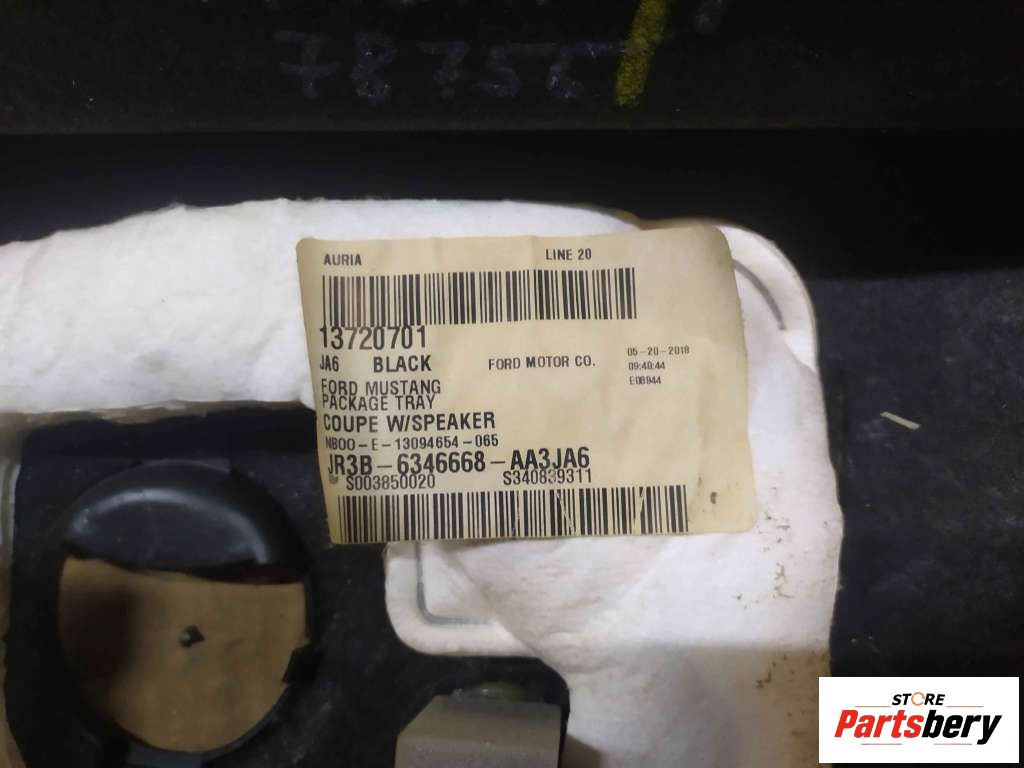 78756
AURIA LINE 20
13720701
JA6 BLACK FORD MOTOR CO. 05-20-2018
09:40:44
FORD MUSTANG E08944
PACKAGE TRAY
COUPE W/SPEAKER
NB00-E-13094654-065
JR3B-6346668-AA3JA6
S003850020 S340839311
STORE
Partsbery